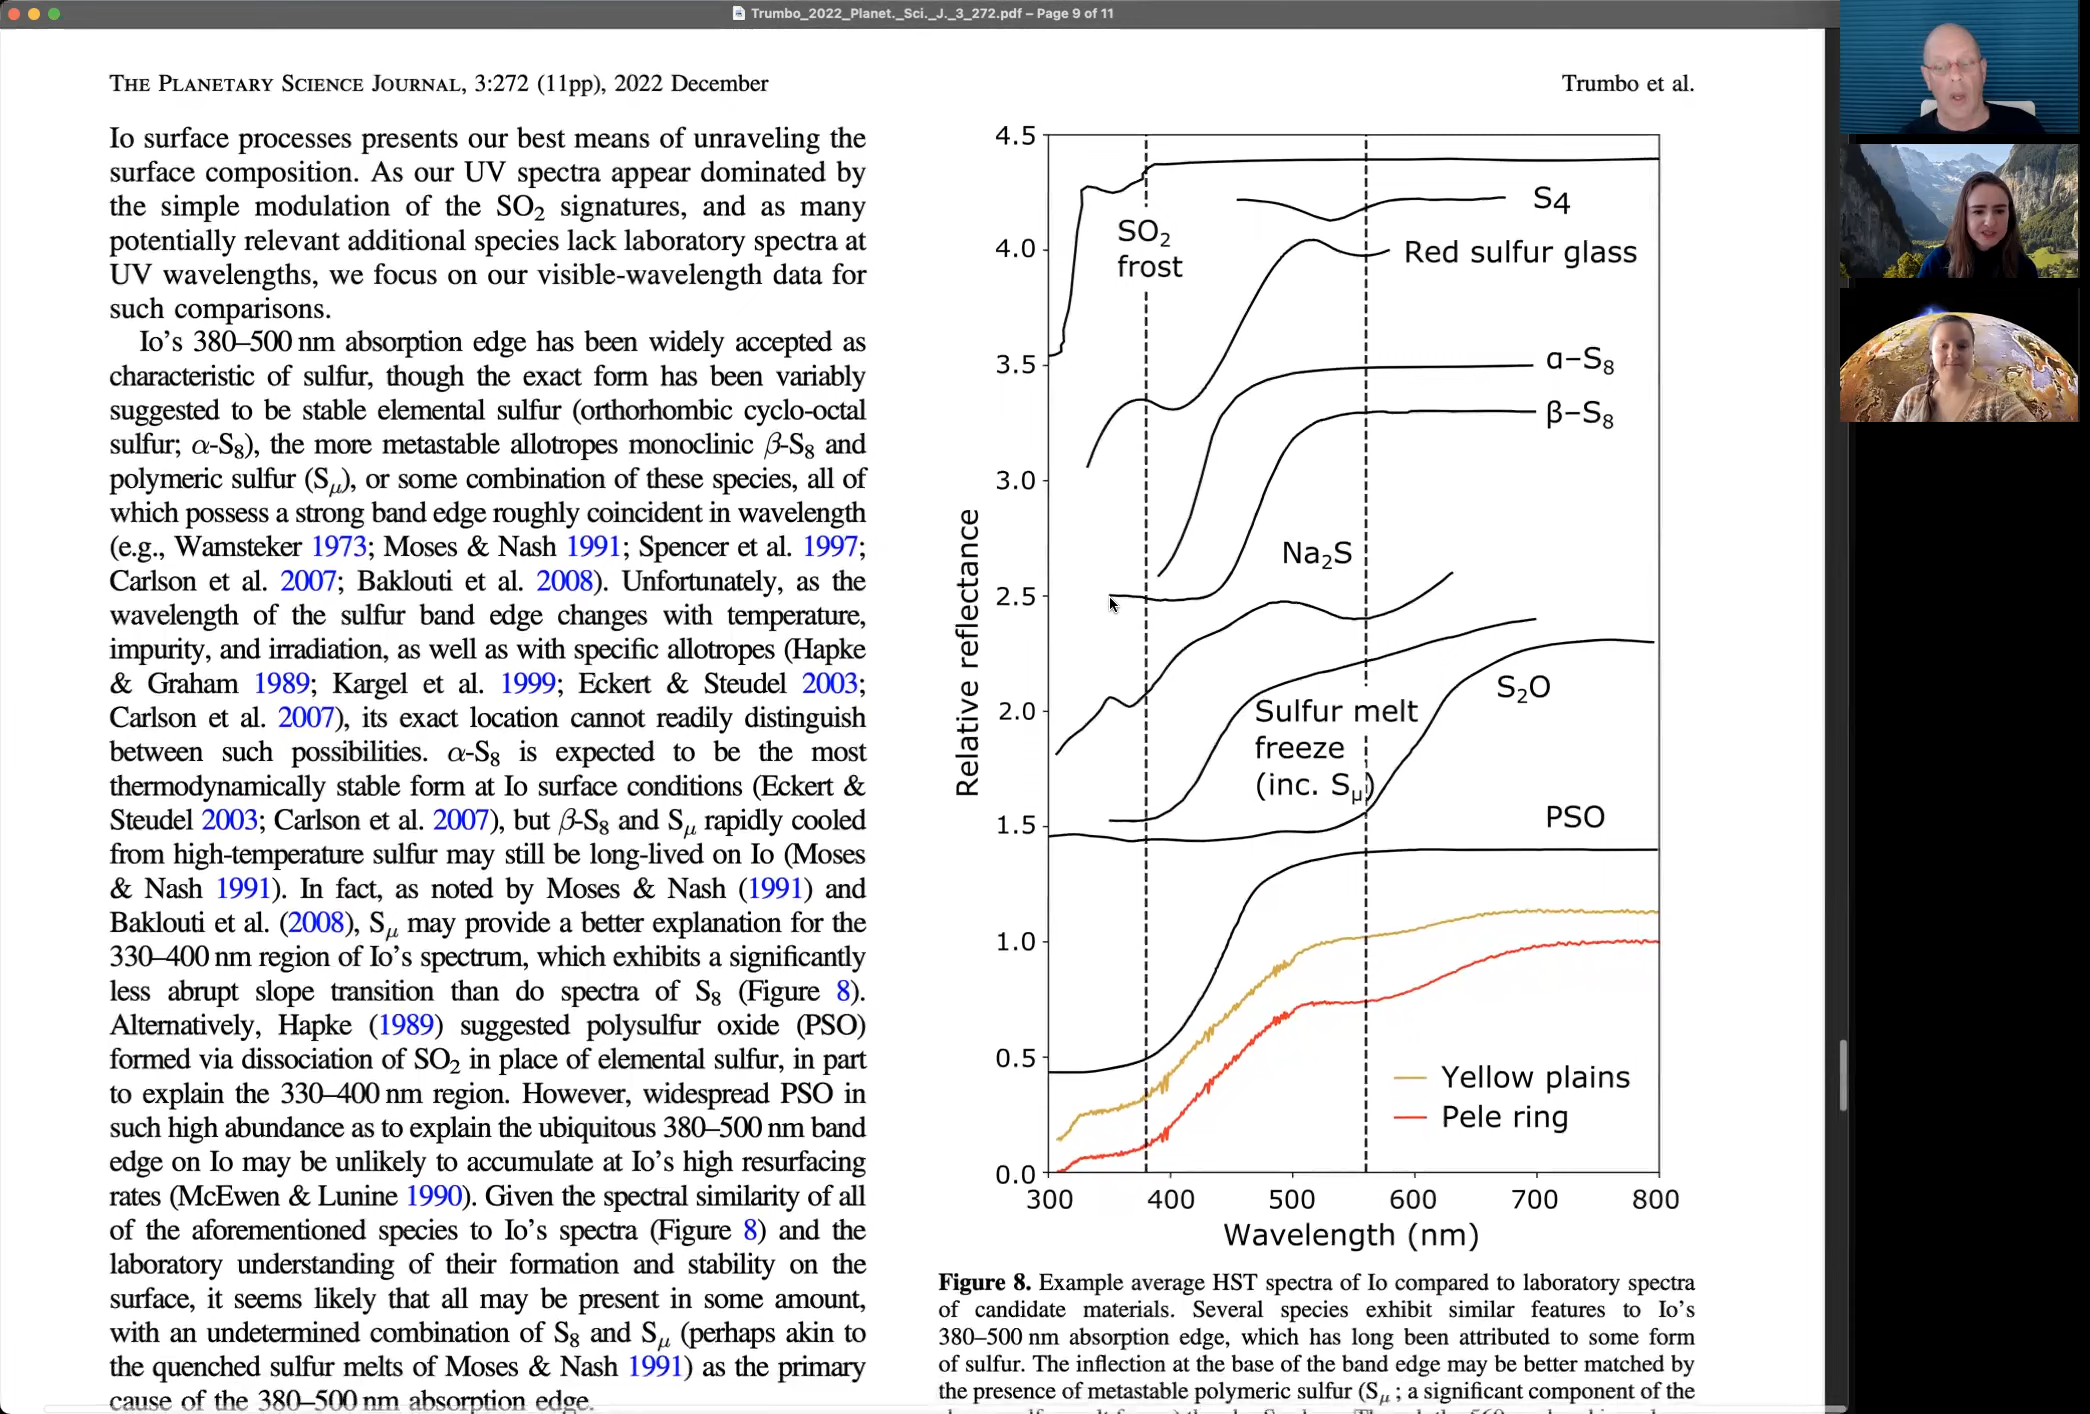 Trumbo_2022_Planet._Sci._J._3_272.pdf – Page 9 of 11
THE PLANETARY SCIENCE JOURNAL, 3:272 (11pp), 2022 December
Trumbo et al.
Io surface processes presents our best means of unraveling the
surface composition. As our UV spectra appear dominated by
the simple modulation of the SO₂ signatures, and as many
potentially relevant additional species lack laboratory spectra at
UV wavelengths, we focus on our visible-wavelength data for
such comparisons.
Io's 380–500 nm absorption edge has been widely accepted as
characteristic of sulfur, though the exact form has been variably
suggested to be stable elemental sulfur (orthorhombic cyclo-octal
sulfur; α-S₈), the more metastable allotropes monoclinic β-S₈ and
polymeric sulfur (Sμ), or some combination of these species, all of
which possess a strong band edge roughly coincident in wavelength
(e.g., Wamsteker 1973; Moses & Nash 1991; Spencer et al. 1997;
Carlson et al. 2007; Baklouti et al. 2008). Unfortunately, as the
wavelength of the sulfur band edge changes with temperature,
impurity, and irradiation, as well as with specific allotropes (Hapke
& Graham 1989; Kargel et al. 1999; Eckert & Steudel 2003;
Carlson et al. 2007), its exact location cannot readily distinguish
between such possibilities. α-S₈ is expected to be the most
thermodynamically stable form at Io surface conditions (Eckert &
Steudel 2003; Carlson et al. 2007), but β-S₈ and Sμ rapidly cooled
from high-temperature sulfur may still be long-lived on Io (Moses
& Nash 1991). In fact, as noted by Moses & Nash (1991) and
Baklouti et al. (2008), Sμ may provide a better explanation for the
330–400 nm region of Io's spectrum, which exhibits a significantly
less abrupt slope transition than do spectra of S₈ (Figure 8).
Alternatively, Hapke (1989) suggested polysulfur oxide (PSO)
formed via dissociation of SO₂ in place of elemental sulfur, in part
to explain the 330–400 nm region. However, widespread PSO in
such high abundance as to explain the ubiquitous 380–500 nm band
edge on Io may be unlikely to accumulate at Io's high resurfacing
rates (McEwen & Lunine 1990). Given the spectral similarity of all
of the aforementioned species to Io's spectra (Figure 8) and the
laboratory understanding of their formation and stability on the
surface, it seems likely that all may be present in some amount,
with an undetermined combination of S₈ and Sμ (perhaps akin to
the quenched sulfur melts of Moses & Nash 1991) as the primary
cause of the 380–500 nm absorption edge.
4.5
4.0
3.5
3.0
2.5
2.0
1.5
1.0
0.5
0.0
Relative reflectance
SO₂
frost
S4
Red sulfur glass
α−S₈
β−S₈
Na₂S
Sulfur melt
freeze
(inc. Sμ)
S₂O
PSO
Yellow plains
Pele ring
300 400 500 600 700 800
Wavelength (nm)
Figure 8. Example average HST spectra of Io compared to laboratory spectra
of candidate materials. Several species exhibit similar features to Io's
380–500 nm absorption edge, which has long been attributed to some form
of sulfur. The inflection at the base of the band edge may be better matched by
the presence of metastable polymeric sulfur (Sμ; a significant component of the